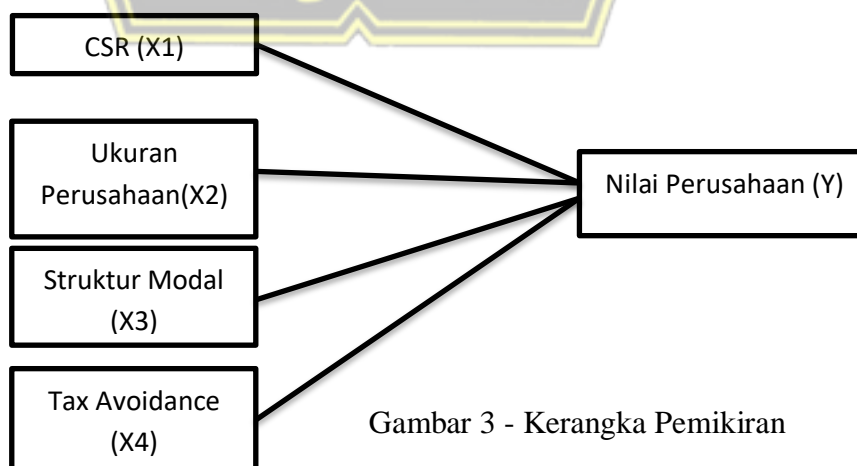 CSR (X1)
Ukuran
Perusahaan(X2)
Nilai Perusahaan (Y)
Struktur Modal
(X3)
Tax Avoidance
(X4)
Gambar 3 - Kerangka Pemikiran